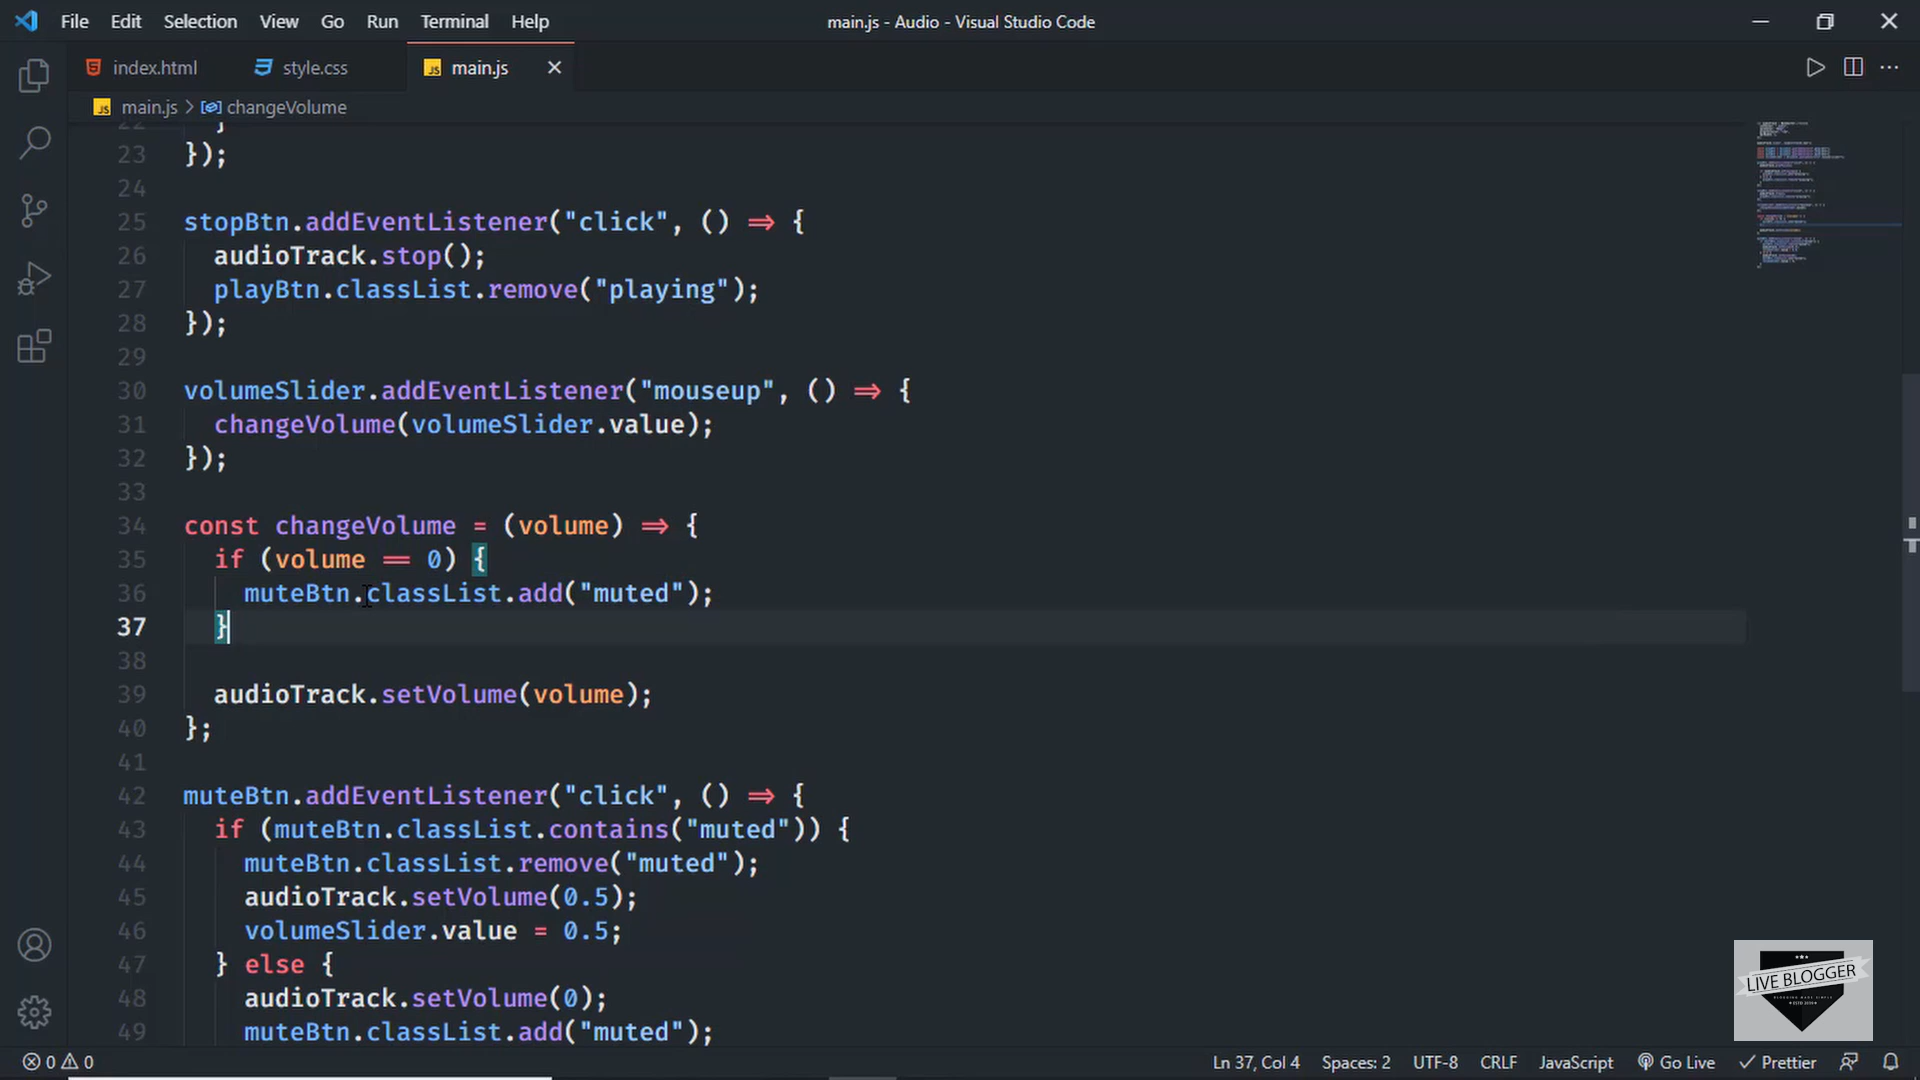 File Edit Selection View Go Run Terminal Help
main.js - Audio - Visual Studio Code
index.html
style.css
JS main.js
JS main.js > changeVolume
22 }
23 });
24
25 stopBtn.addEventListener("click", () => {
26 audioTrack.stop();
27 playBtn.classList.remove("playing");
28 });
29
30 volumeSlider.addEventListener("mouseup", () => {
31 changeVolume(volumeSlider.value);
32 });
33
34 const changeVolume = (volume) => {
35 if (volume == 0) {
36 muteBtn.classList.add("muted");
37 }
38
39 audioTrack.setVolume(volume);
40 };
41
42 muteBtn.addEventListener("click", () => {
43 if (muteBtn.classList.contains("muted")) {
44 muteBtn.classList.remove("muted");
45 audioTrack.setVolume(0.5);
46 volumeSlider.value = 0.5;
47 } else {
48 audioTrack.setVolume(0);
49 muteBtn.classList.add("muted");
LIVE BLOGGER
0 0
Ln 37, Col 4 Spaces: 2 UTF-8 CRLF JavaScript Go Live Prettier